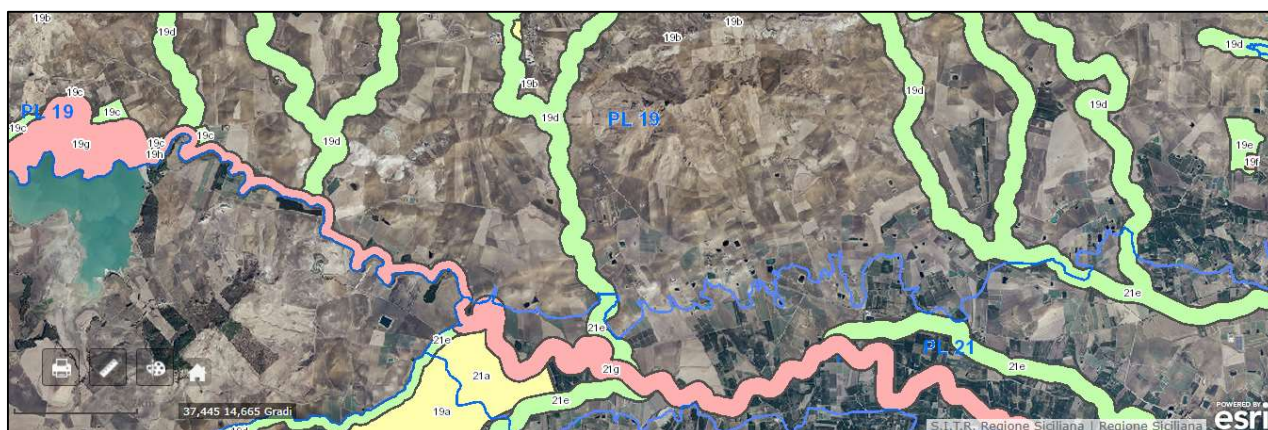 19b
19b
19b
19d
19d
19b
19d
PL 19
19c
19c
19c
19g
19c
19h
19c
19d
19d
PL 19
19d
19d
19e
19f
21e
21e
21e
PL 21
21e
21a
21g
21e
19a
37,445 14,665 Gradi
S.I.T.R. Regione Siciliana | Regione Siciliana
POWERED BY
esri